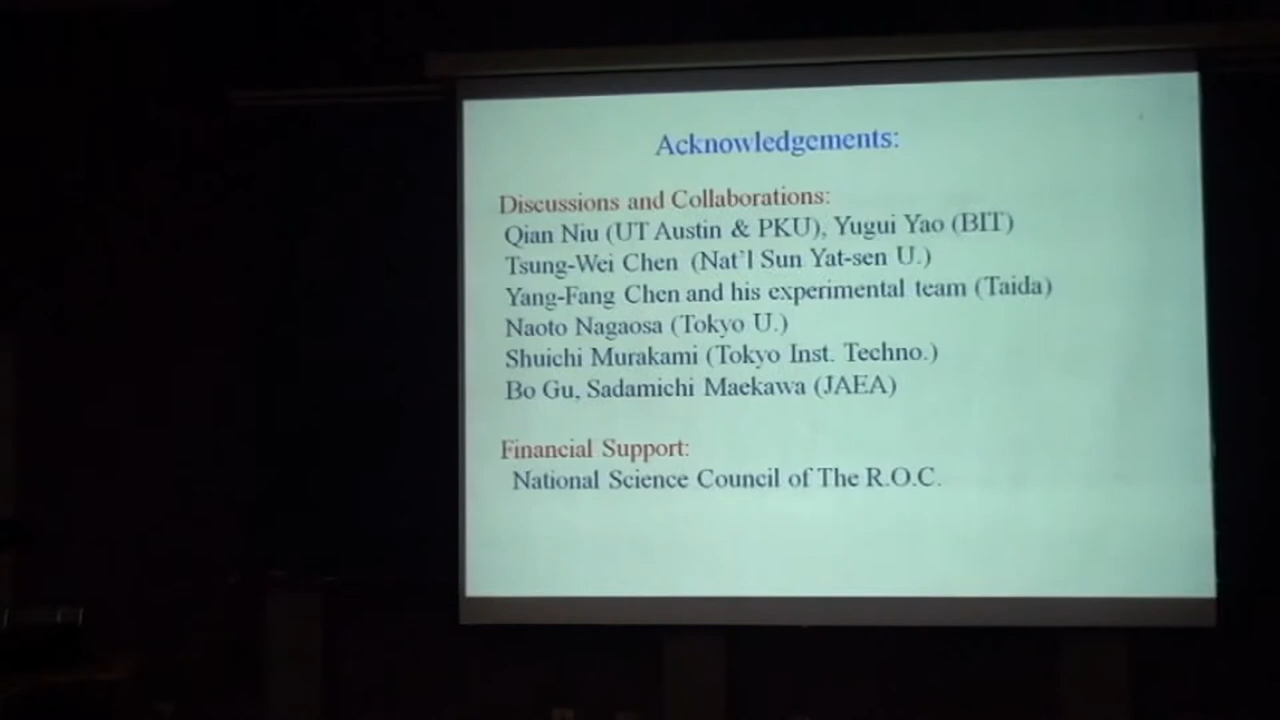 Acknowledgements:
Discussions and Collaborations:
Qian Niu (UT Austin & PKU), Yugui Yao (BIT)
Tsung-Wei Chen (Nat'l Sun Yat-sen U.)
Yang-Fang Chen and his experimental team (Taida)
Naoto Nagaosa (Tokyo U.)
Shuichi Murakami (Tokyo Inst. Techno.)
Bo Gu, Sadamichi Maekawa (JAEA)
Financial Support:
National Science Council of The R.O.C.